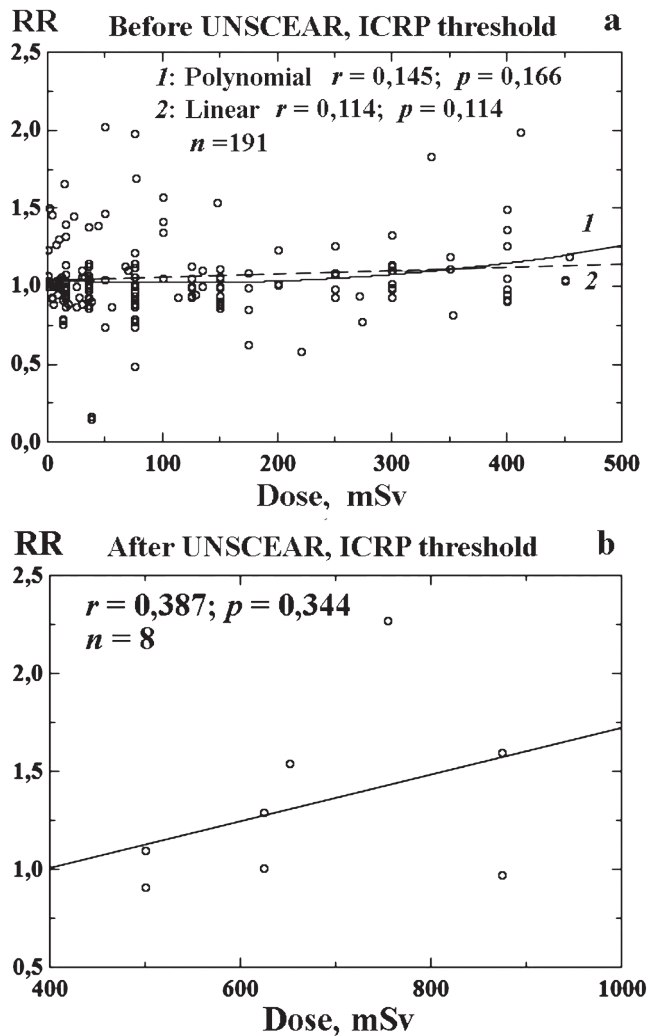 RR Before UNSCEAR, ICRP threshold a
2,5
1: Polynomial r = 0,145; p = 0,166
2: Linear r = 0,114; p = 0,114
n =191
2,0
1,5
1
1,0
2
0,5
0,0
0 100 200 300 400 500
Dose, mSv
RR After UNSCEAR, ICRP threshold b
2,5
r = 0,387; p = 0,344
n = 8
2,0
1,5
1,0
0,5
400 600 800 1000
Dose, mSv